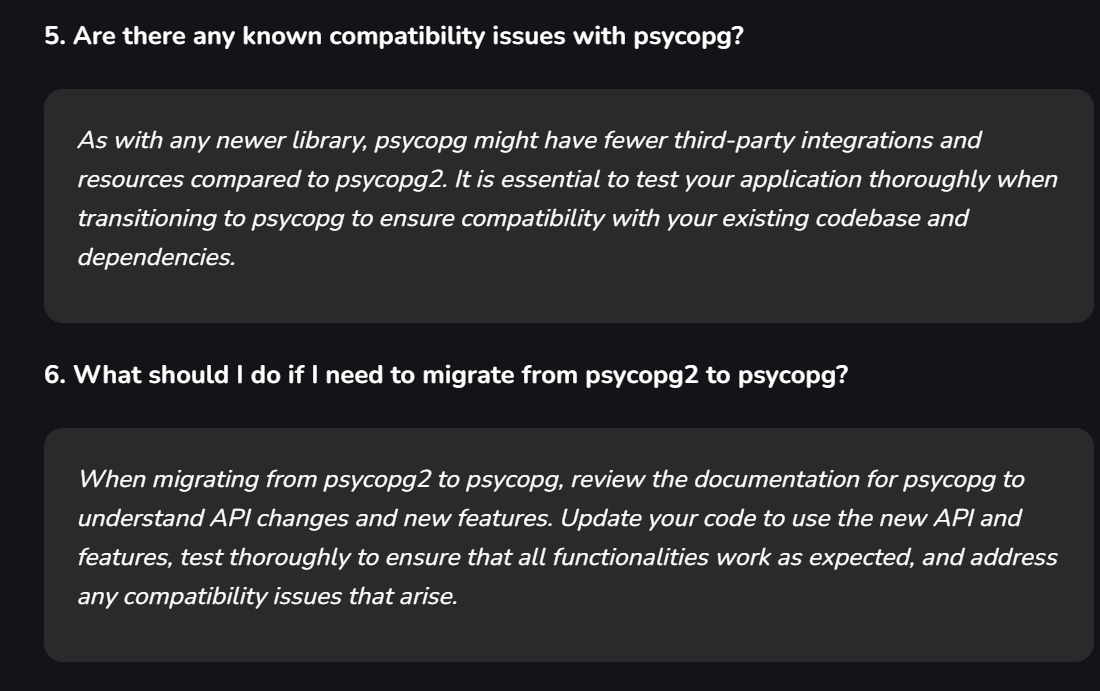 5. Are there any known compatibility issues with psycopg?
As with any newer library, psycopg might have fewer third-party integrations and
resources compared to psycopg2. It is essential to test your application thoroughly when
transitioning to psycopg to ensure compatibility with your existing codebase and
dependencies.
6. What should I do if I need to migrate from psycopg2 to psycopg?
When migrating from psycopg2 to psycopg, review the documentation for psycopg to
understand API changes and new features. Update your code to use the new API and
features, test thoroughly to ensure that all functionalities work as expected, and address
any compatibility issues that arise.